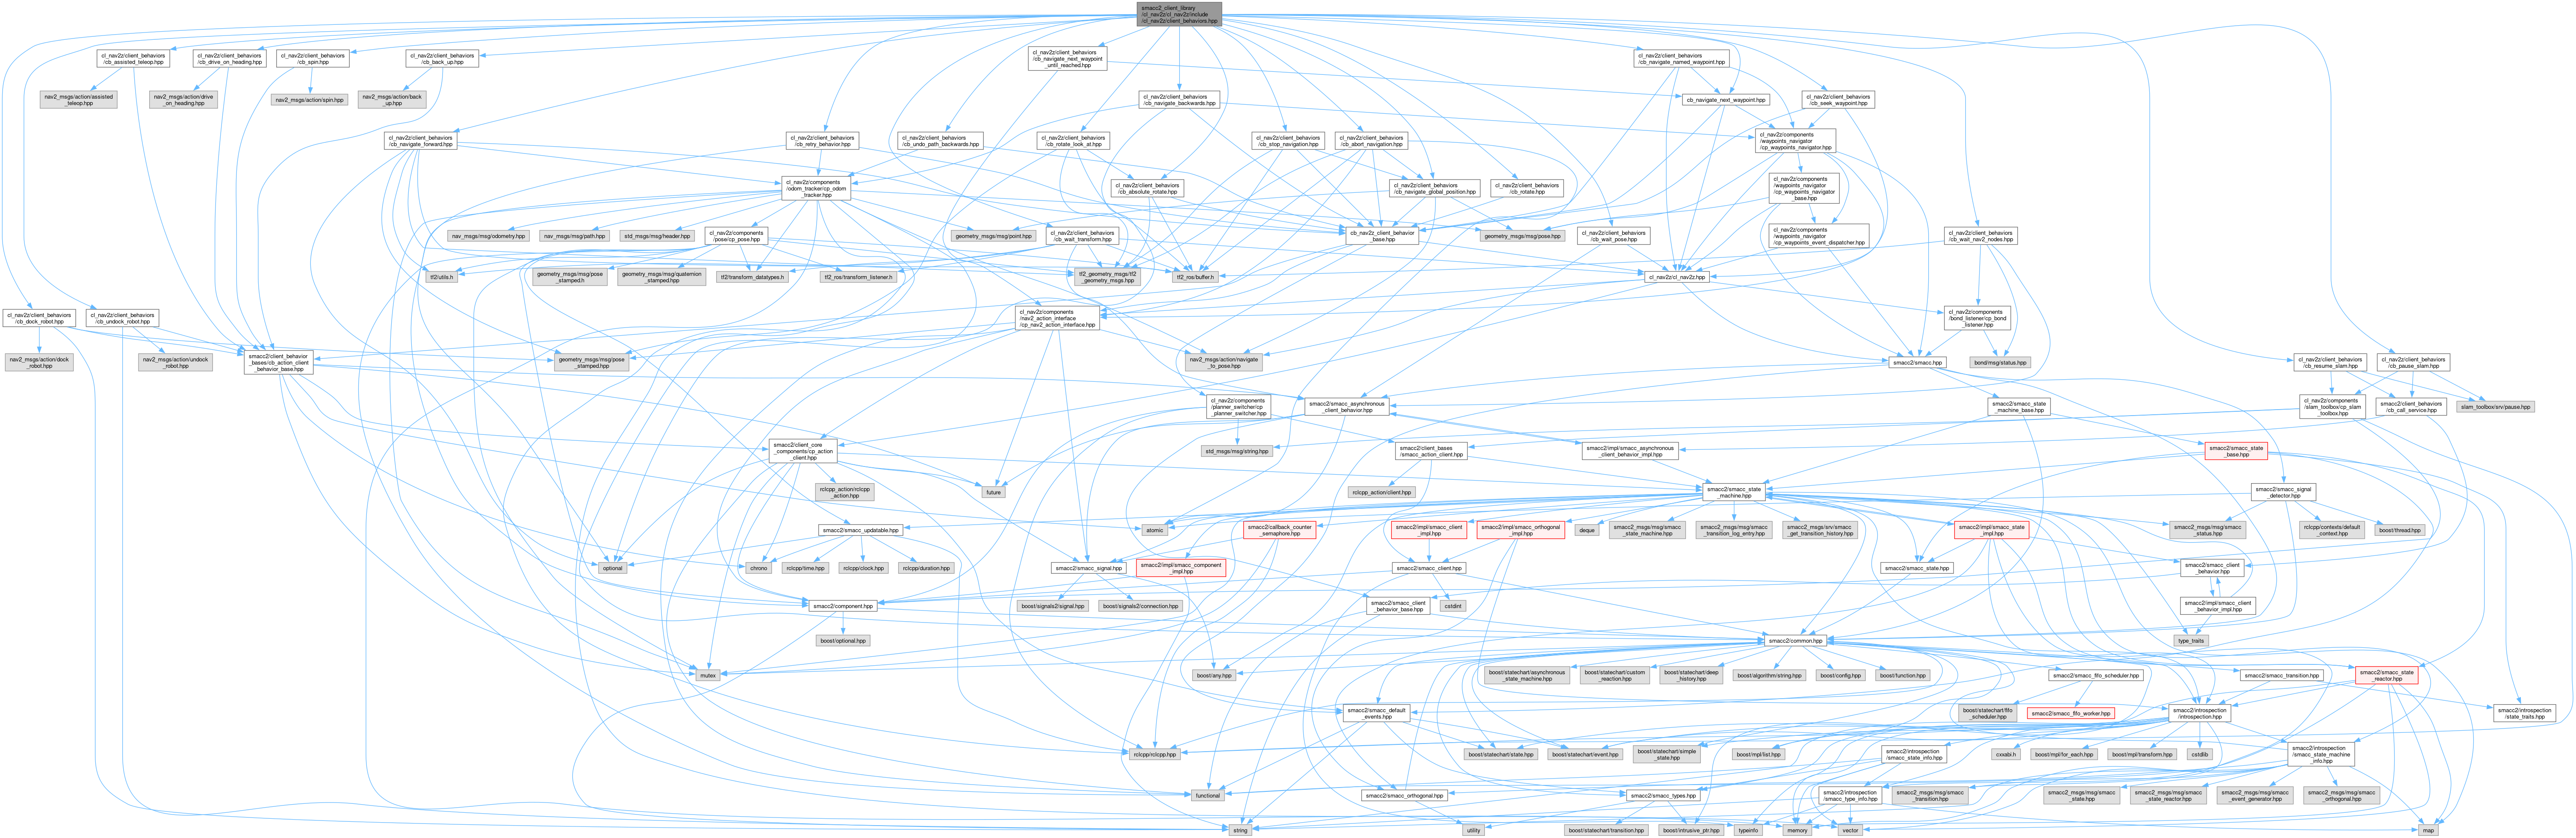 smacc2_client_library
/cl_nav2z/cl_nav2z/include
/cl_nav2z/client_behaviors.hpp
cl_nav2z/client_behaviors
/cb_assisted_teleop.hpp
cl_nav2z/client_behaviors
/cb_drive_on_heading.hpp
cl_nav2z/client_behaviors
/cb_spin.hpp
cl_nav2z/client_behaviors
/cb_back_up.hpp
cl_nav2z/client_behaviors
/cb_navigate_next_waypoint
_until_reached.hpp
cl_nav2z/client_behaviors
/cb_navigate_named_waypoint.hpp
nav2_msgs/action/assisted
_teleop.hpp
nav2_msgs/action/drive
_on_heading.hpp
nav2_msgs/action/spin.hpp
nav2_msgs/action/back
_up.hpp
cl_nav2z/client_behaviors
/cb_navigate_backwards.hpp
cb_navigate_next_waypoint.hpp
cl_nav2z/client_behaviors
/cb_seek_waypoint.hpp
cl_nav2z/client_behaviors
/cb_navigate_forward.hpp
cl_nav2z/client_behaviors
/cb_retry_behavior.hpp
cl_nav2z/client_behaviors
/cb_undo_path_backwards.hpp
cl_nav2z/client_behaviors
/cb_rotate_look_at.hpp
cl_nav2z/client_behaviors
/cb_stop_navigation.hpp
cl_nav2z/client_behaviors
/cb_abort_navigation.hpp
cl_nav2z/components
/waypoints_navigator
/cp_waypoints_navigator.hpp
cl_nav2z/components
/odom_tracker/cp_odom
_tracker.hpp
cl_nav2z/client_behaviors
/cb_absolute_rotate.hpp
cl_nav2z/client_behaviors
/cb_navigate_global_position.hpp
cl_nav2z/client_behaviors
/cb_rotate.hpp
cl_nav2z/components
/waypoints_navigator
/cp_waypoints_navigator
_base.hpp
nav_msgs/msg/odometry.hpp
nav_msgs/msg/path.hpp
std_msgs/msg/header.hpp
cl_nav2z/components
/pose/cp_pose.hpp
geometry_msgs/msg/point.hpp
cl_nav2z/client_behaviors
/cb_wait_transform.hpp
cb_nav2z_client_behavior
_base.hpp
geometry_msgs/msg/pose.hpp
cl_nav2z/client_behaviors
/cb_wait_pose.hpp
cl_nav2z/components
/waypoints_navigator
/cp_waypoints_event_dispatcher.hpp
cl_nav2z/client_behaviors
/cb_wait_nav2_nodes.hpp
tf2/utils.h
geometry_msgs/msg/pose
_stamped.h
geometry_msgs/msg/quaternion
_stamped.hpp
tf2/transform_datatypes.h
tf2_ros/transform_listener.h
tf2_geometry_msgs/tf2
_geometry_msgs.hpp
tf2_ros/buffer.h
cl_nav2z/cl_nav2z.hpp
cl_nav2z/client_behaviors
/cb_dock_robot.hpp
cl_nav2z/client_behaviors
/cb_undock_robot.hpp
cl_nav2z/components
/nav2_action_interface
/cp_nav2_action_interface.hpp
cl_nav2z/components
/bond_listener/cp_bond
_listener.hpp
nav2_msgs/action/dock
_robot.hpp
nav2_msgs/action/undock
_robot.hpp
smacc2/client_behavior
_bases/cb_action_client
_behavior_base.hpp
geometry_msgs/msg/pose
_stamped.hpp
nav2_msgs/action/navigate
_to_pose.hpp
smacc2/smacc.hpp
bond/msg/status.hpp
cl_nav2z/client_behaviors
/cb_resume_slam.hpp
cl_nav2z/client_behaviors
/cb_pause_slam.hpp
cl_nav2z/components
/planner_switcher/cp
_planner_switcher.hpp
smacc2/smacc_asynchronous
_client_behavior.hpp
smacc2/smacc_state
_machine_base.hpp
cl_nav2z/components
/slam_toolbox/cp_slam
_toolbox.hpp
smacc2/client_behaviors
/cb_call_service.hpp
slam_toolbox/srv/pause.hpp
smacc2/client_core
_components/cp_action
_client.hpp
std_msgs/msg/string.hpp
smacc2/client_bases
/smacc_action_client.hpp
smacc2/impl/smacc_asynchronous
_client_behavior_impl.hpp
smacc2/smacc_state
_base.hpp
rclcpp_action/rclcpp
_action.hpp
future
rclcpp_action/client.hpp
smacc2/smacc_state
_machine.hpp
smacc2/smacc_signal
_detector.hpp
smacc2/smacc_updatable.hpp
atomic
smacc2/callback_counter
_semaphore.hpp
smacc2/impl/smacc_client
_impl.hpp
smacc2/impl/smacc_orthogonal
_impl.hpp
deque
smacc2_msgs/msg/smacc
_state_machine.hpp
smacc2_msgs/msg/smacc
_transition_log_entry.hpp
smacc2_msgs/srv/smacc
_get_transition_history.hpp
smacc2/impl/smacc_state
_impl.hpp
smacc2_msgs/msg/smacc
_status.hpp
rclcpp/contexts/default
_context.hpp
boost/thread.hpp
optional
chrono
rclcpp/time.hpp
rclcpp/clock.hpp
rclcpp/duration.hpp
smacc2/smacc_signal.hpp
smacc2/impl/smacc_component
_impl.hpp
smacc2/smacc_client.hpp
smacc2/smacc_state.hpp
smacc2/smacc_client
_behavior.hpp
smacc2/component.hpp
boost/signals2/signal.hpp
boost/signals2/connection.hpp
smacc2/smacc_client
_behavior_base.hpp
cstdint
smacc2/impl/smacc_client
_behavior_impl.hpp
boost/optional.hpp
smacc2/common.hpp
type_traits
mutex
boost/any.hpp
boost/statechart/asynchronous
_state_machine.hpp
boost/statechart/custom
_reaction.hpp
boost/statechart/deep
_history.hpp
boost/algorithm/string.hpp
boost/config.hpp
boost/function.hpp
smacc2/smacc_fifo_scheduler.hpp
smacc2/smacc_transition.hpp
smacc2/smacc_state
_reactor.hpp
smacc2/smacc_default
_events.hpp
boost/statechart/fifo
_scheduler.hpp
smacc2/smacc_fifo_worker.hpp
smacc2/introspection
/introspection.hpp
smacc2/introspection
/state_traits.hpp
rclcpp/rclcpp.hpp
boost/statechart/state.hpp
boost/statechart/event.hpp
boost/statechart/simple
_state.hpp
boost/mpl/list.hpp
smacc2/introspection
/smacc_state_info.hpp
cxxabi.h
boost/mpl/for_each.hpp
boost/mpl/transform.hpp
cstdlib
smacc2/introspection
/smacc_state_machine
_info.hpp
functional
smacc2/smacc_orthogonal.hpp
smacc2/smacc_types.hpp
smacc2/introspection
/smacc_type_info.hpp
smacc2_msgs/msg/smacc
_transition.hpp
smacc2_msgs/msg/smacc
_state.hpp
smacc2_msgs/msg/smacc
_state_reactor.hpp
smacc2_msgs/msg/smacc
_event_generator.hpp
smacc2_msgs/msg/smacc
_orthogonal.hpp
string
utility
boost/statechart/transition.hpp
boost/intrusive_ptr.hpp
typeinfo
memory
vector
map